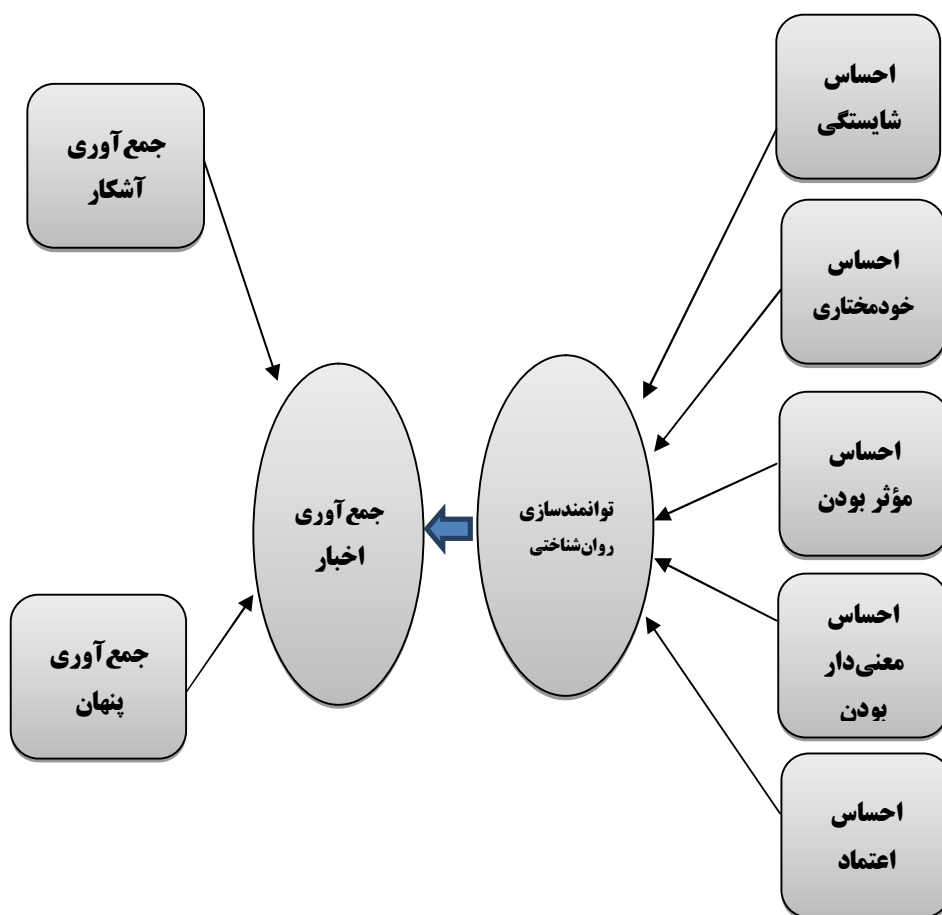 احساس
شایستگی
احساس
خودمختاری
احساس
مؤثر بودن
احساس
معنی‌دار
بودن
احساس
اعتماد
توانمندسازی
روان‌شناختی
جمع‌آوری
اخبار
جمع‌آوری
آشکار
جمع‌آوری
پنهان